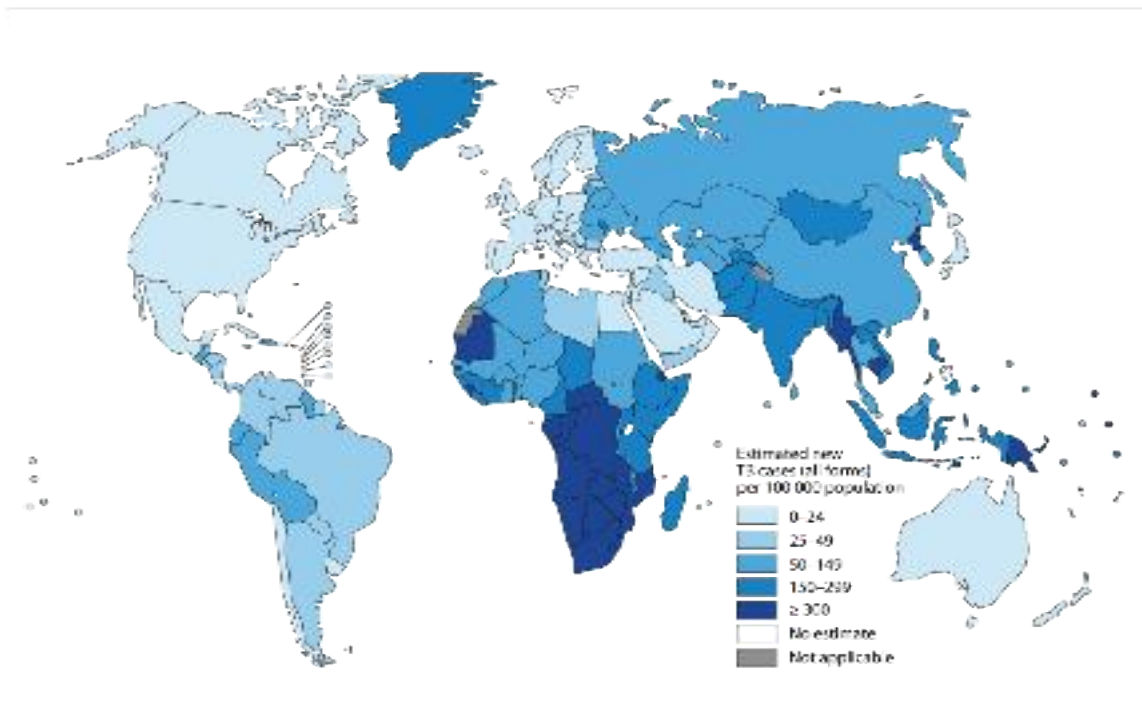 Estimated new
TB cases (all forms)
per 100 000 population
0–24
25–49
50–149
150–299
≥ 300
No estimate
Not applicable